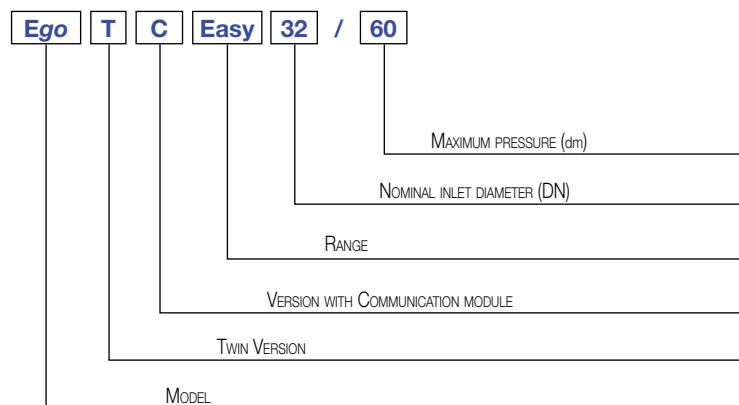 Ego T C Easy 32 / 60
Maximum pressure (dm)
Nominal inlet diameter (DN)
Range
Version with Communication module
Twin Version
Model